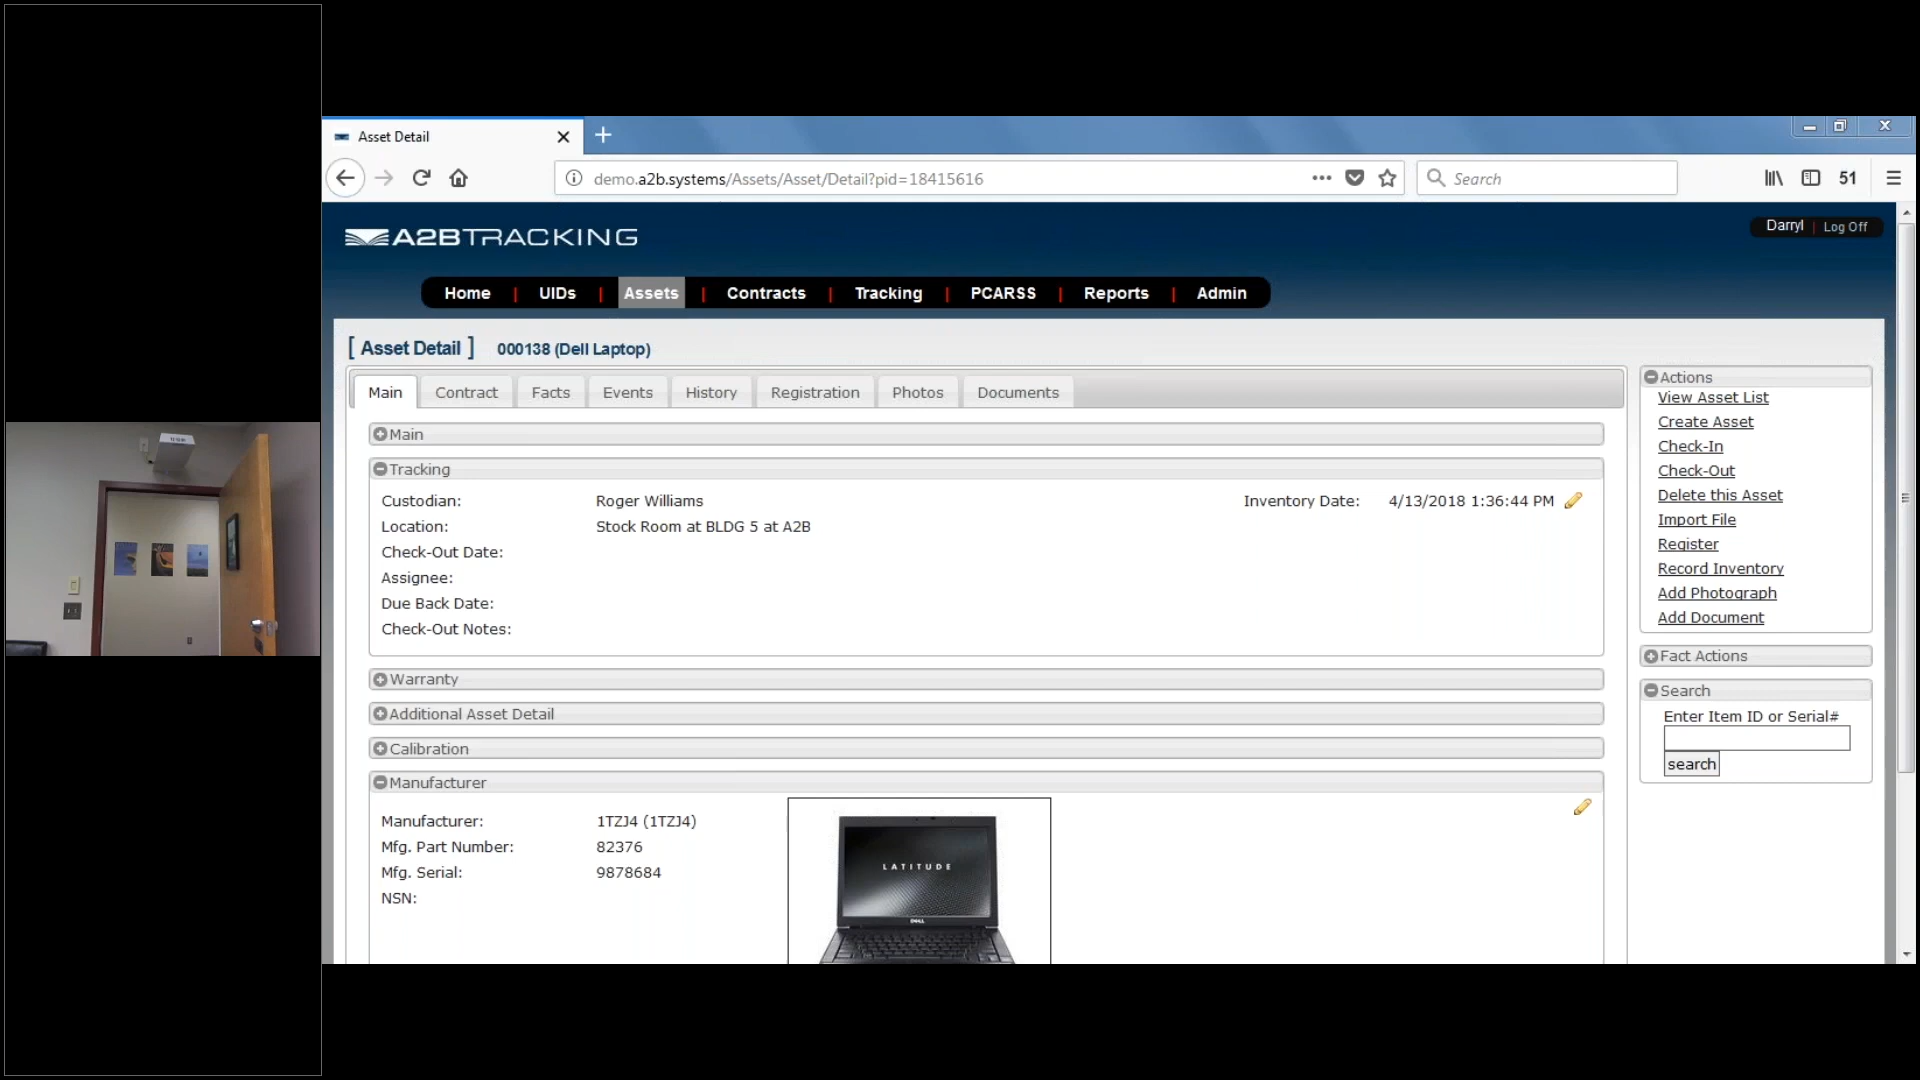 Asset Detail
demo.a2b.systems/Assets/Asset/Detail?pid=18415616
Search
51
A2BTRACKING
Darryl | Log Off
Home | UIDs | Assets | Contracts | Tracking | PCARSS | Reports | Admin
[ Asset Detail ] 000138 (Dell Laptop)
Main Contract Facts Events History Registration Photos Documents
Main
Tracking
Custodian: Roger Williams Inventory Date: 4/13/2018 1:36:44 PM
Location: Stock Room at BLDG 5 at A2B
Check-Out Date:
Assignee:
Due Back Date:
Check-Out Notes:
Warranty
Additional Asset Detail
Calibration
Manufacturer
Manufacturer: 1TZJ4 (1TZJ4)
Mfg. Part Number: 82376
Mfg. Serial: 9878684
NSN:
LATITUDE
DELL
Actions
View Asset List
Create Asset
Check-In
Check-Out
Delete this Asset
Import File
Register
Record Inventory
Add Photograph
Add Document
Fact Actions
Search
Enter Item ID or Serial#
search